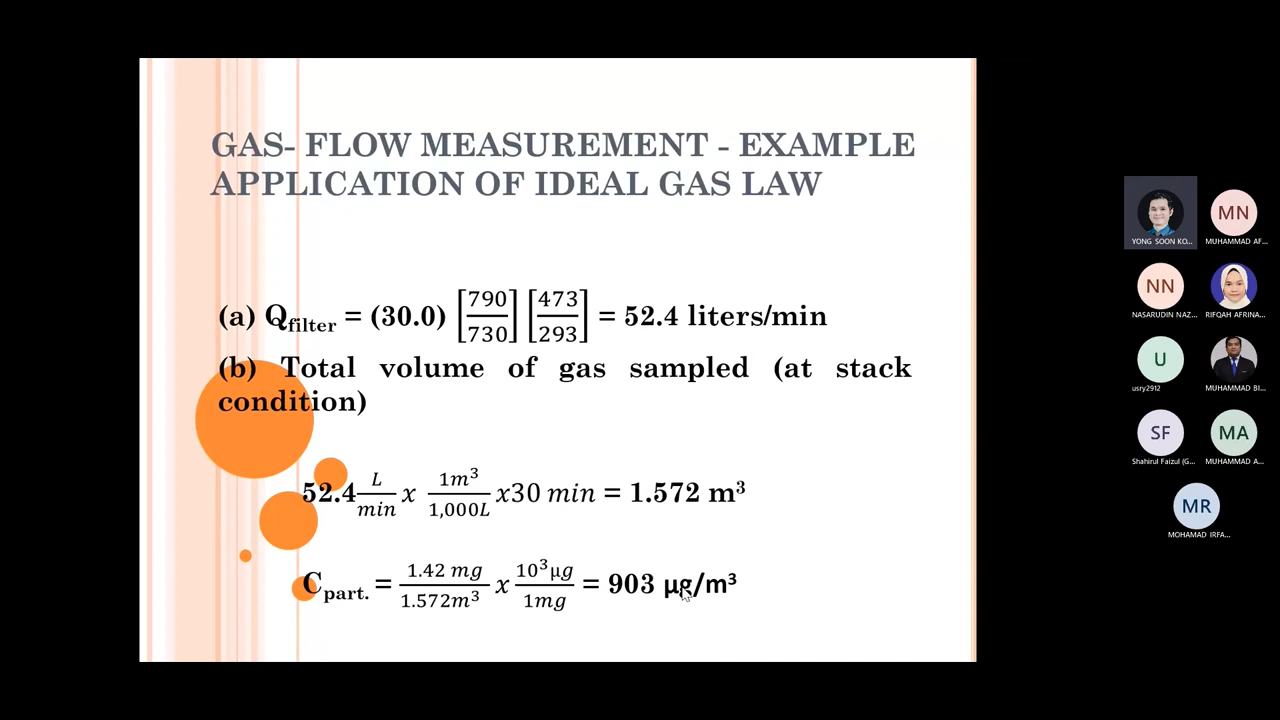 GAS- FLOW MEASUREMENT - EXAMPLE
APPLICATION OF IDEAL GAS LAW
(a) Qfilter = (30.0) [790/730] [473/293] = 52.4 liters/min
(b) Total volume of gas sampled (at stack
condition)
52.4 L/min x 1m³/1,000L x30 min = 1.572 m³
Cpart. = 1.42 mg/1.572m³ x 10³µg/1mg = 903 µg/m³
YONG SOON KO...
MN
MUHAMMAD AF...
NN
NASARUDIN NAZ...
RIFQAH AFRINA...
U
usry2912
MUHAMMAD BI...
SF
Shahirul Faizul (G...
MA
MUHAMMAD A...
MR
MOHAMAD IRFA...